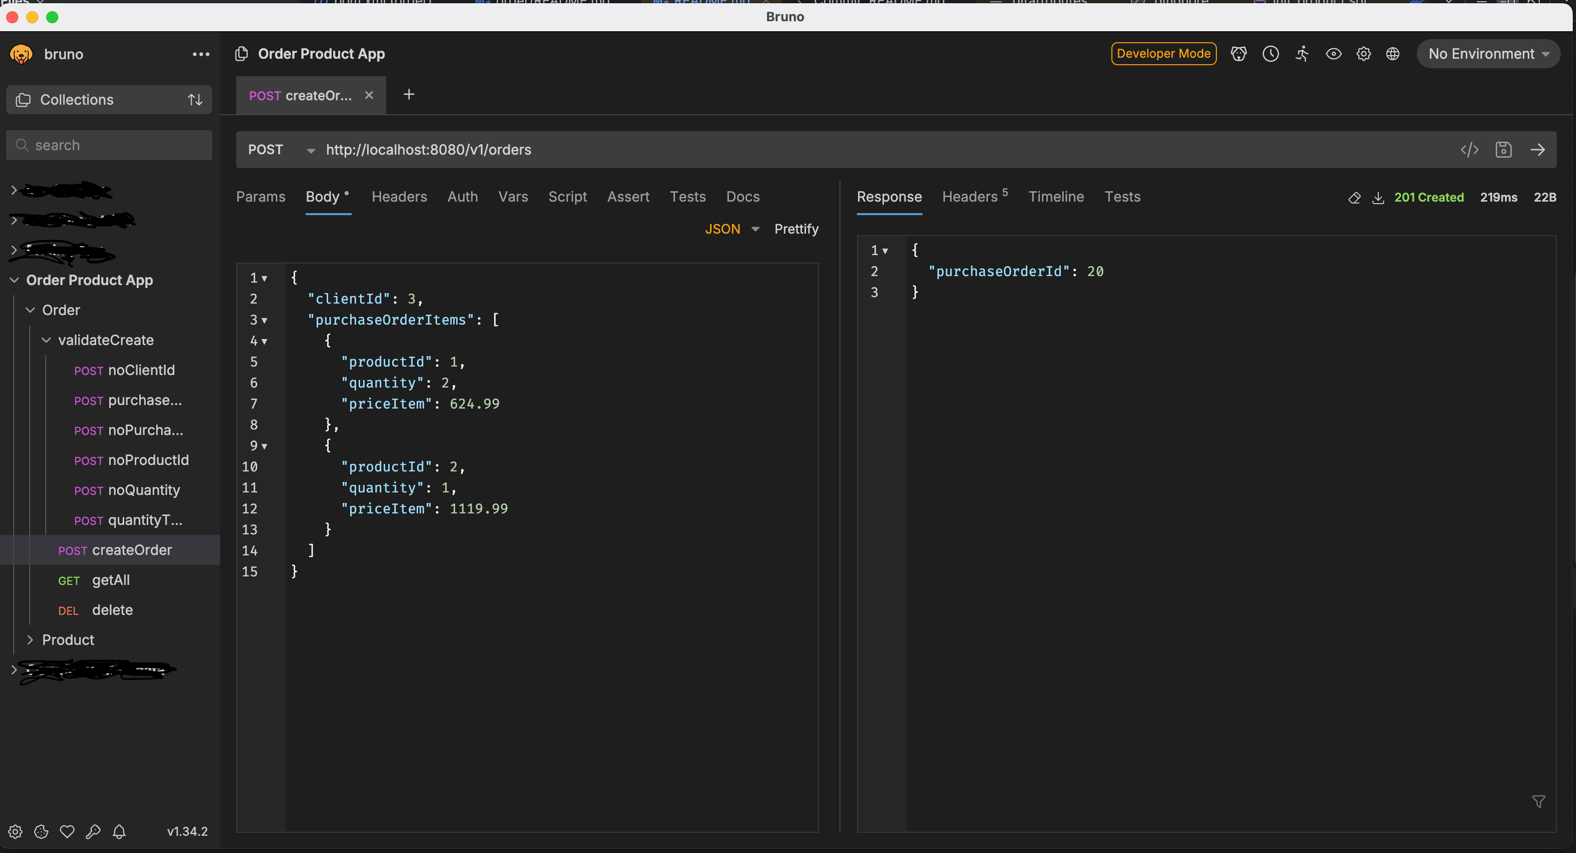 Bruno
bruno
Order Product App
Developer Mode
No Environment
Collections
POST createOr...
search
POST http://localhost:8080/v1/orders
Params Body Headers Auth Vars Script Assert Tests Docs
Response Headers 5 Timeline Tests
201 Created 219ms 22B
JSON Prettify
Order Product App
Order
validateCreate
POST noClientId
POST purchase...
POST noPurcha...
POST noProductId
POST noQuantity
POST quantityT...
POST createOrder
GET getAll
DEL delete
Product
v1.34.2
1 {
2 "clientId": 3,
3 "purchaseOrderItems": [
4 {
5 "productId": 1,
6 "quantity": 2,
7 "priceItem": 624.99
8 },
9 {
10 "productId": 2,
11 "quantity": 1,
12 "priceItem": 1119.99
13 }
14 ]
15 }
1 {
2 "purchaseOrderId": 20
3 }